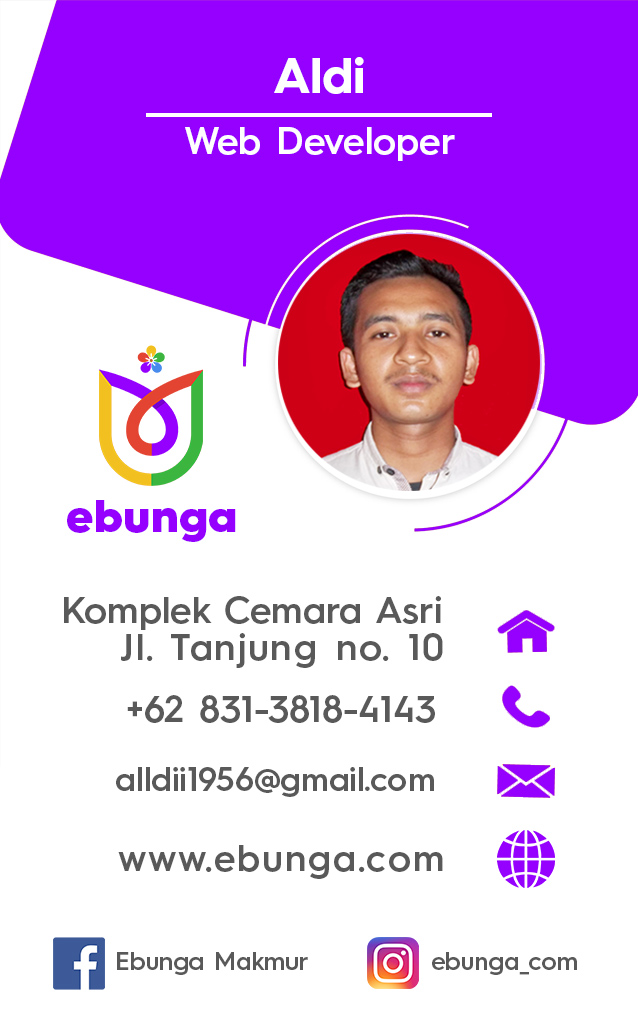 Aldi
Web Developer
ebunga
Komplek Cemara Asri
Jl. Tanjung no. 10
+62 831-3818-4143
alldii1956@gmail.com
www.ebunga.com
Ebunga Makmur
ebunga_com